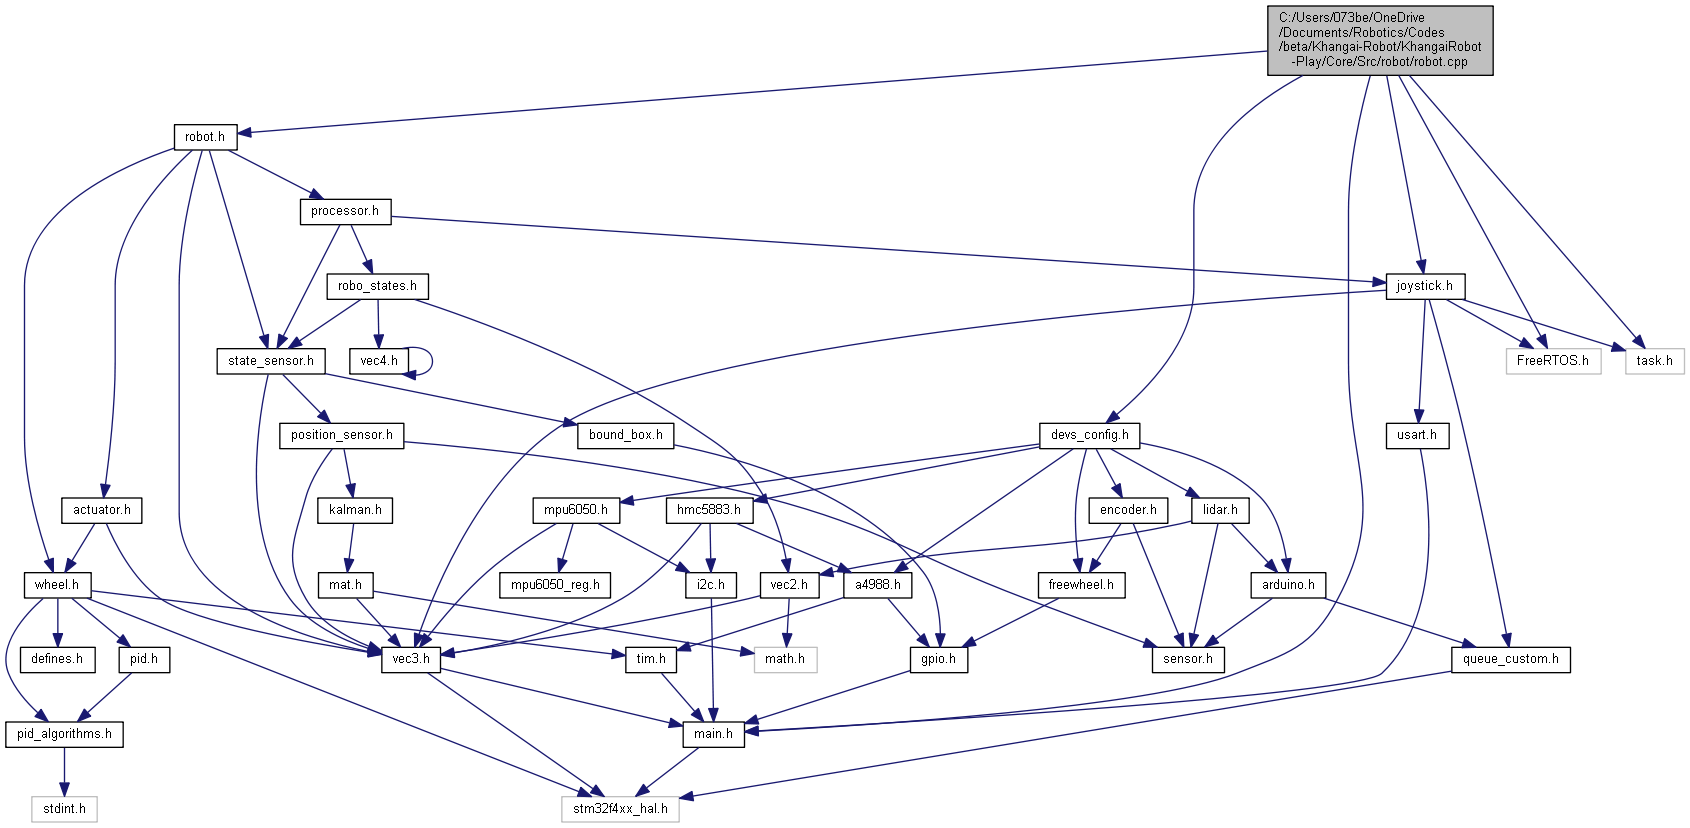 C:/Users/073be/OneDrive
/Documents/Robotics/Codes
/beta/Khangai-Robot/KhangaiRobot
-Play/Core/Src/robot/robot.cpp
robot.h
processor.h
robo_states.h
joystick.h
state_sensor.h
vec4.h
FreeRTOS.h
task.h
position_sensor.h
bound_box.h
devs_config.h
usart.h
actuator.h
kalman.h
mpu6050.h
hmc5883.h
encoder.h
lidar.h
wheel.h
mat.h
mpu6050_reg.h
i2c.h
vec2.h
a4988.h
freewheel.h
arduino.h
defines.h
pid.h
vec3.h
tim.h
math.h
gpio.h
sensor.h
queue_custom.h
pid_algorithms.h
main.h
stdint.h
stm32f4xx_hal.h